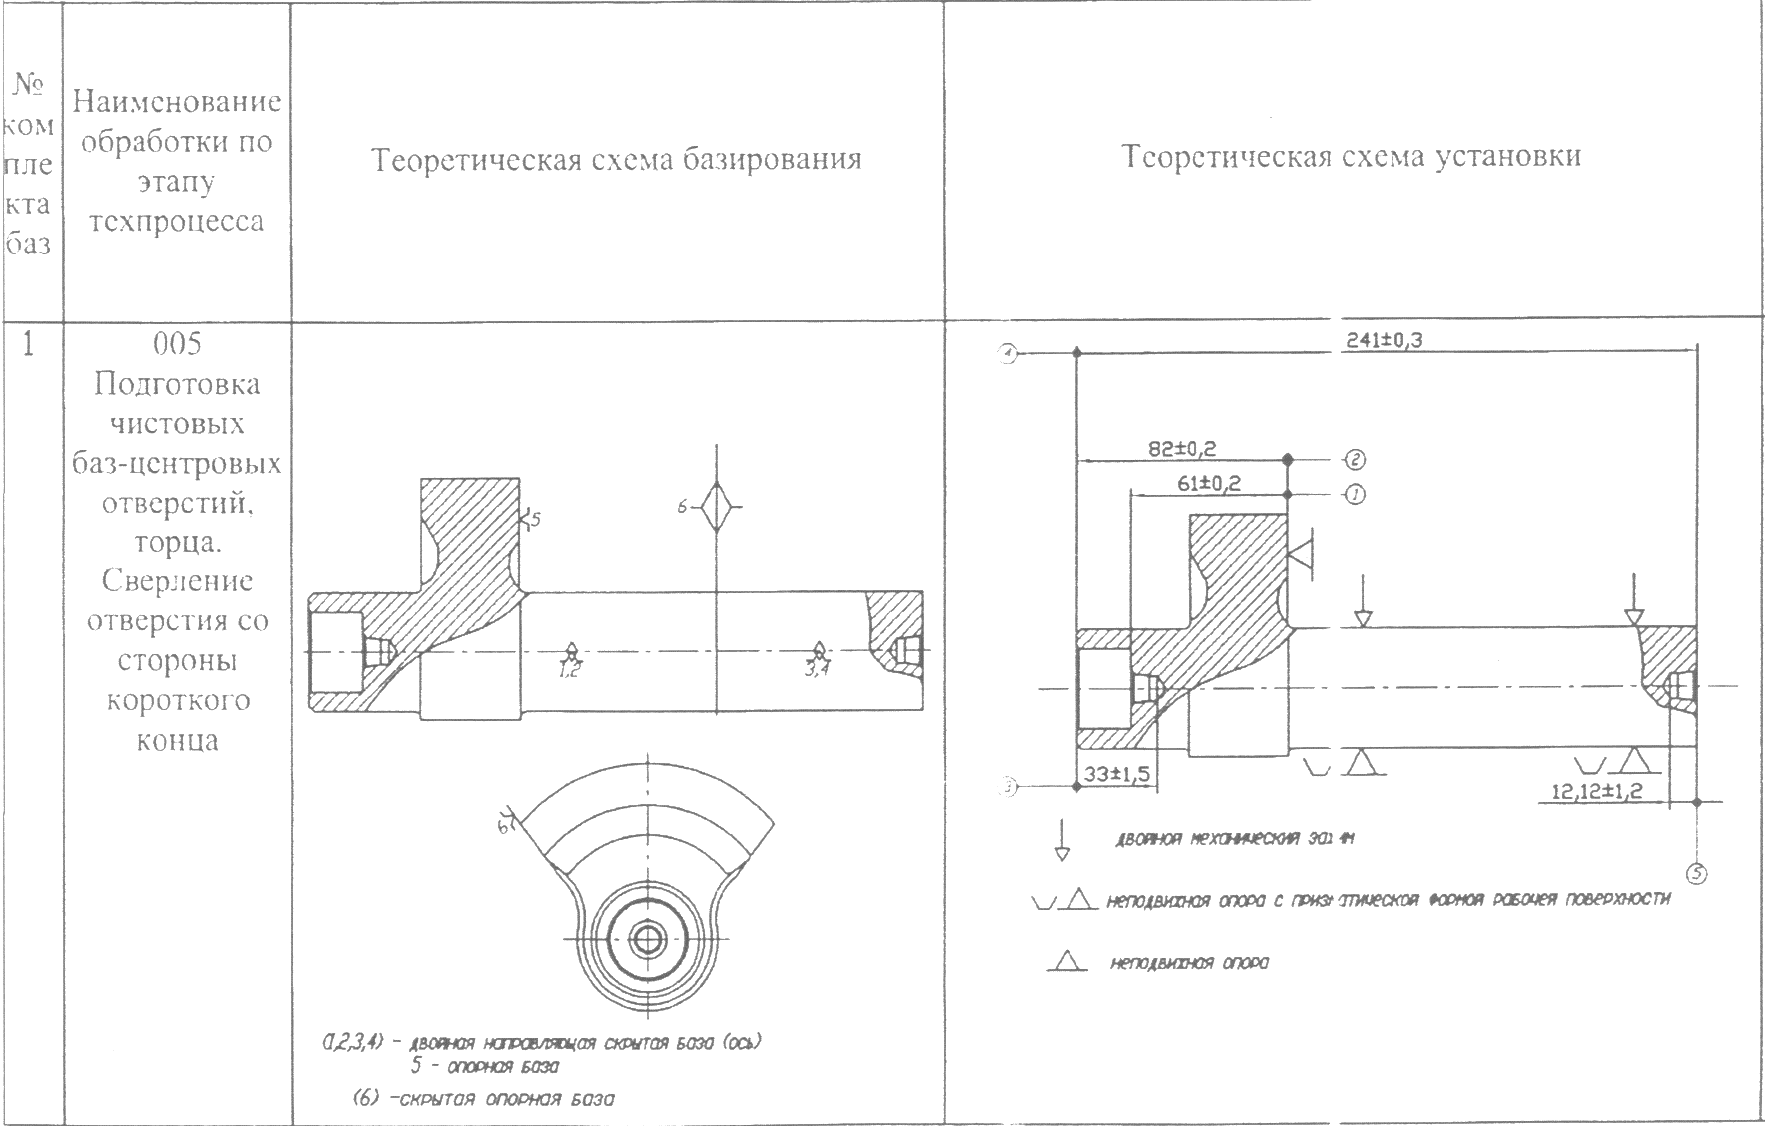 №
ком
пле
кта
баз
Наименование
обработки по
этапу
техпроцесса
Теоретическая схема базирования
Теоретическая схема установки
1
005
Подготовка
чистовых
баз-центровых
отверстий,
торца.
Сверление
отверстия со
стороны
короткого
конца
5
6
1,2
3,4
6
(1,2,3,4) - двойная направляющая скрытая база (ось)
5 - опорная база
(6) -скрытая опорная база
4
241±0,3
82±0,2
2
61±0,2
1
33±1,5
3
12,12±1,2
5
двойной механический зажим
неподвижная опора с призматической формой рабочей поверхности
неподвижная опора